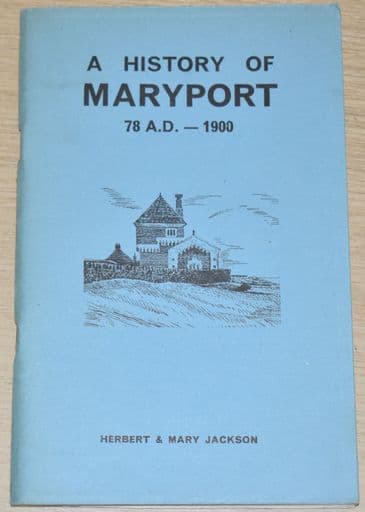 A HISTORY OF
MARYPORT
78 A.D. — 1900
HERBERT & MARY JACKSON